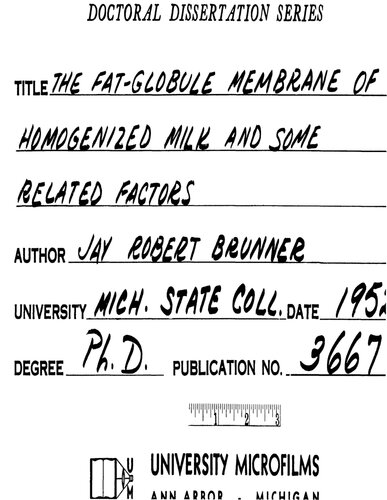 DOCTORAL DISSERTATION SERIES
TITLE THE FAT-GLOBULE MEMBRANE OF
HOMOGENIZED MILK AND SOME
RELATED FACTORS
AUTHOR JAY ROBERT BRUNNER
UNIVERSITY MICH. STATE COLL. DATE 1952
DEGREE Ph.D. PUBLICATION NO. 3667
1 2 3
UM
UNIVERSITY MICROFILMS
ANN ARBOR - MICHIGAN